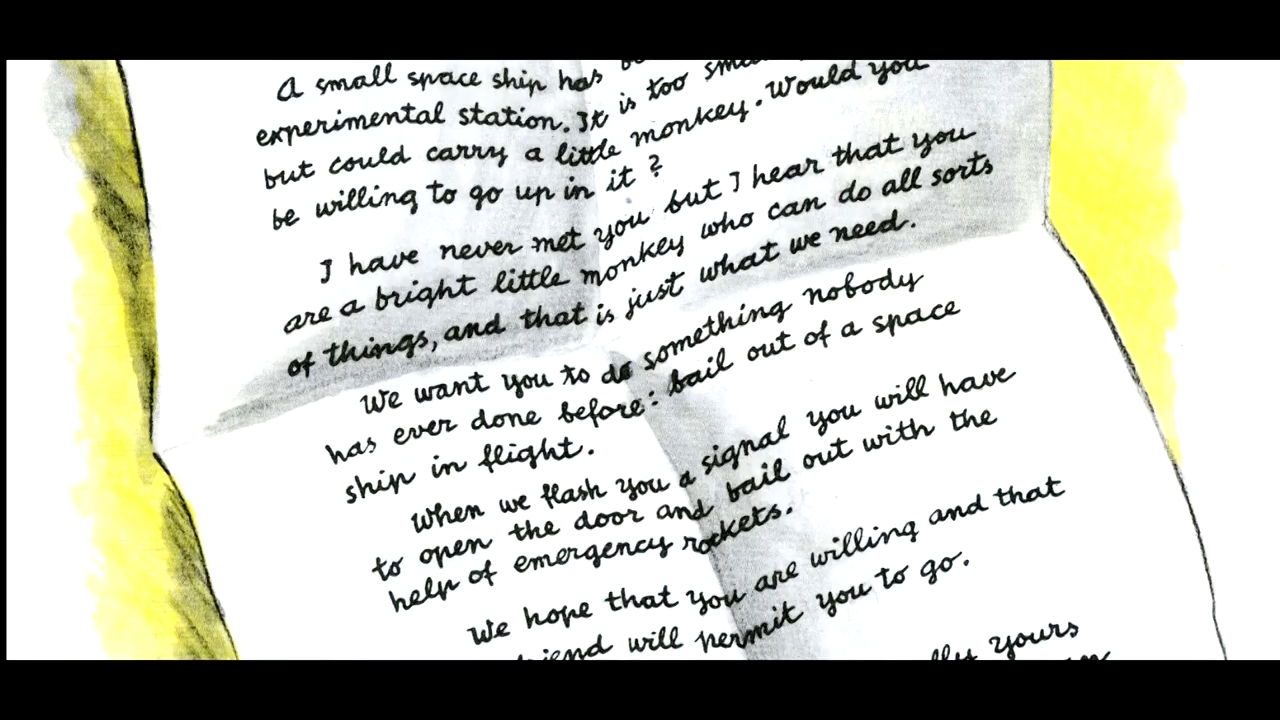 A small space ship has
experimental station. It is too
but could carry a little monkey. Would you
be willing to go up in it?
I have never met you but I hear that you
are a bright little monkey who can do all sorts
of things, and that is just what we need.
We want you to do something nobody
has ever done before: bail out of a space
ship in flight.
When we flash you a signal you will have
to open the door and bail out with the
help of emergency rockets.
We hope that you are willing and that
will permit you to go.
yours